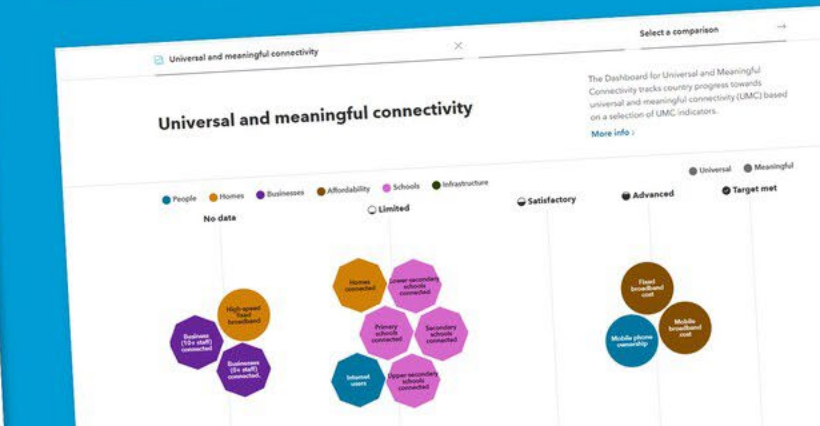 Universal and meaningful connectivity
Select a comparison
Universal and meaningful connectivity
The Dashboard for Universal and Meaningful
Connectivity tracks country progress towards
universal and meaningful connectivity (UMC) based
on a selection of UMC indicators.
More info ›
People Homes Businesses Affordability Schools Infrastructure
Universal Meaningful
No data
Limited
Satisfactory
Advanced
Target met
High-speed
fixed
broadband
Business
(10+ staff)
connected
Businesses
(0+ staff)
connected.
Homes
connected
Lower-secondary
schools
connected
Primary
schools
connected
Secondary
schools
connected
Internet
users
Upper-secondary
schools
connected
Fixed
broadband
cost
Mobile phone
ownership
Mobile
broadband
cost